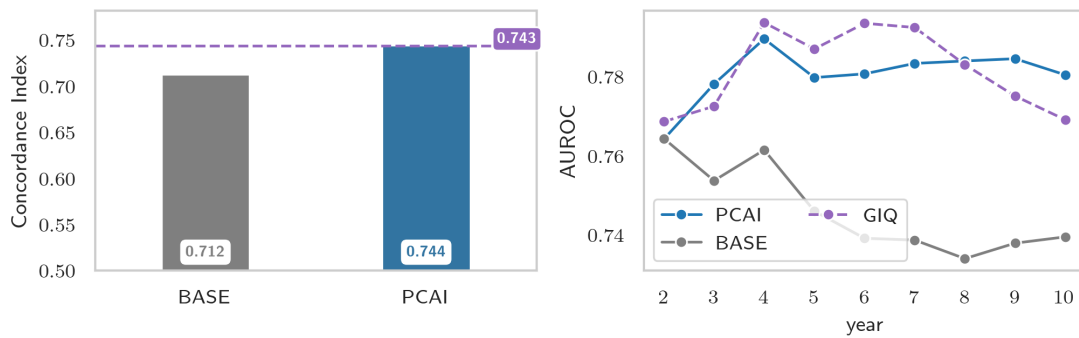 Concordance Index
0.75
0.70
0.65
0.60
0.55
0.50
0.743
0.712
0.744
BASE
PCAI
AUROC
0.78
0.76
0.74
PCAI
BASE
GIQ
2 3 4 5 6 7 8 9 10
year